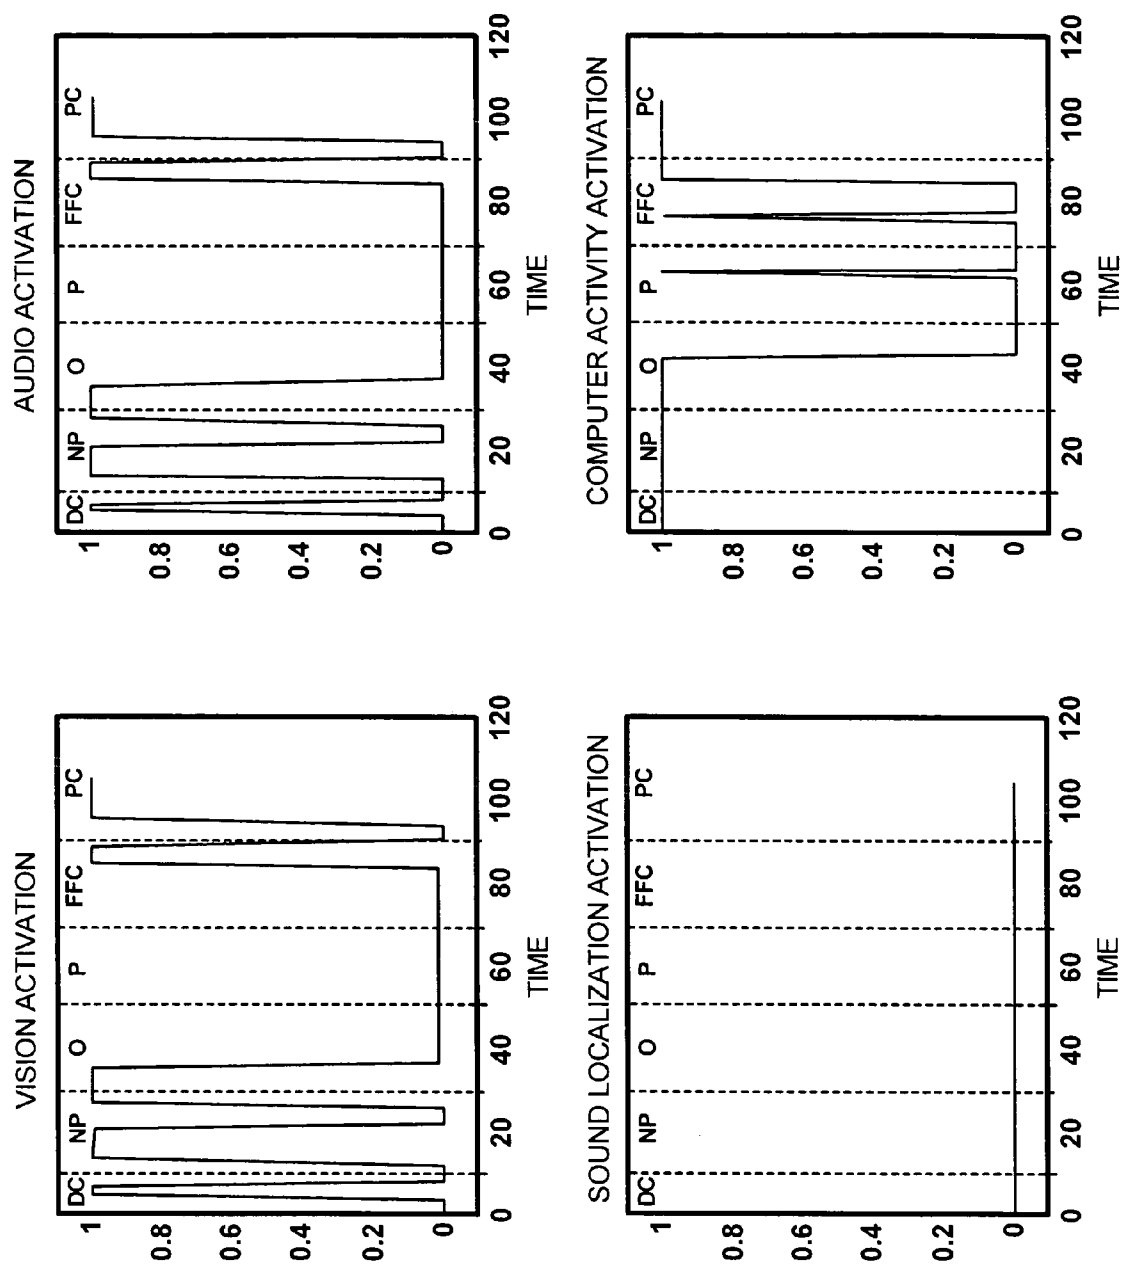 VISION ACTIVATION
DC NP O P FFC PC
1
0.8
0.6
0.4
0.2
0
0 20 40 60 80 100 120
TIME
AUDIO ACTIVATION
DC NP O P FFC PC
1
0.8
0.6
0.4
0.2
0
0 20 40 60 80 100 120
TIME
SOUND LOCALIZATION ACTIVATION
DC NP O P FFC PC
1
0.8
0.6
0.4
0.2
0
0 20 40 60 80 100 120
TIME
COMPUTER ACTIVITY ACTIVATION
DC NP O P FFC PC
1
0.8
0.6
0.4
0.2
0
0 20 40 60 80 100 120
TIME